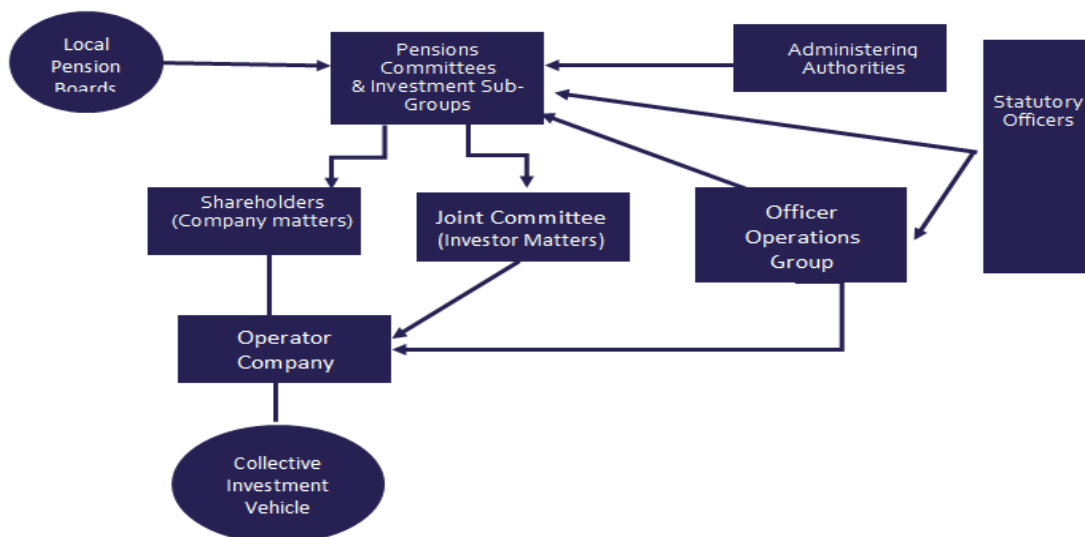 Local
Pension
Boards
Pensions
Committees
& Investment Sub-
Groups
Administering
Authorities
Statutory
Officers
Shareholders
(Company matters)
Joint Committee
(Investor Matters)
Officer
Operations
Group
Operator
Company
Collective
Investment
Vehicle